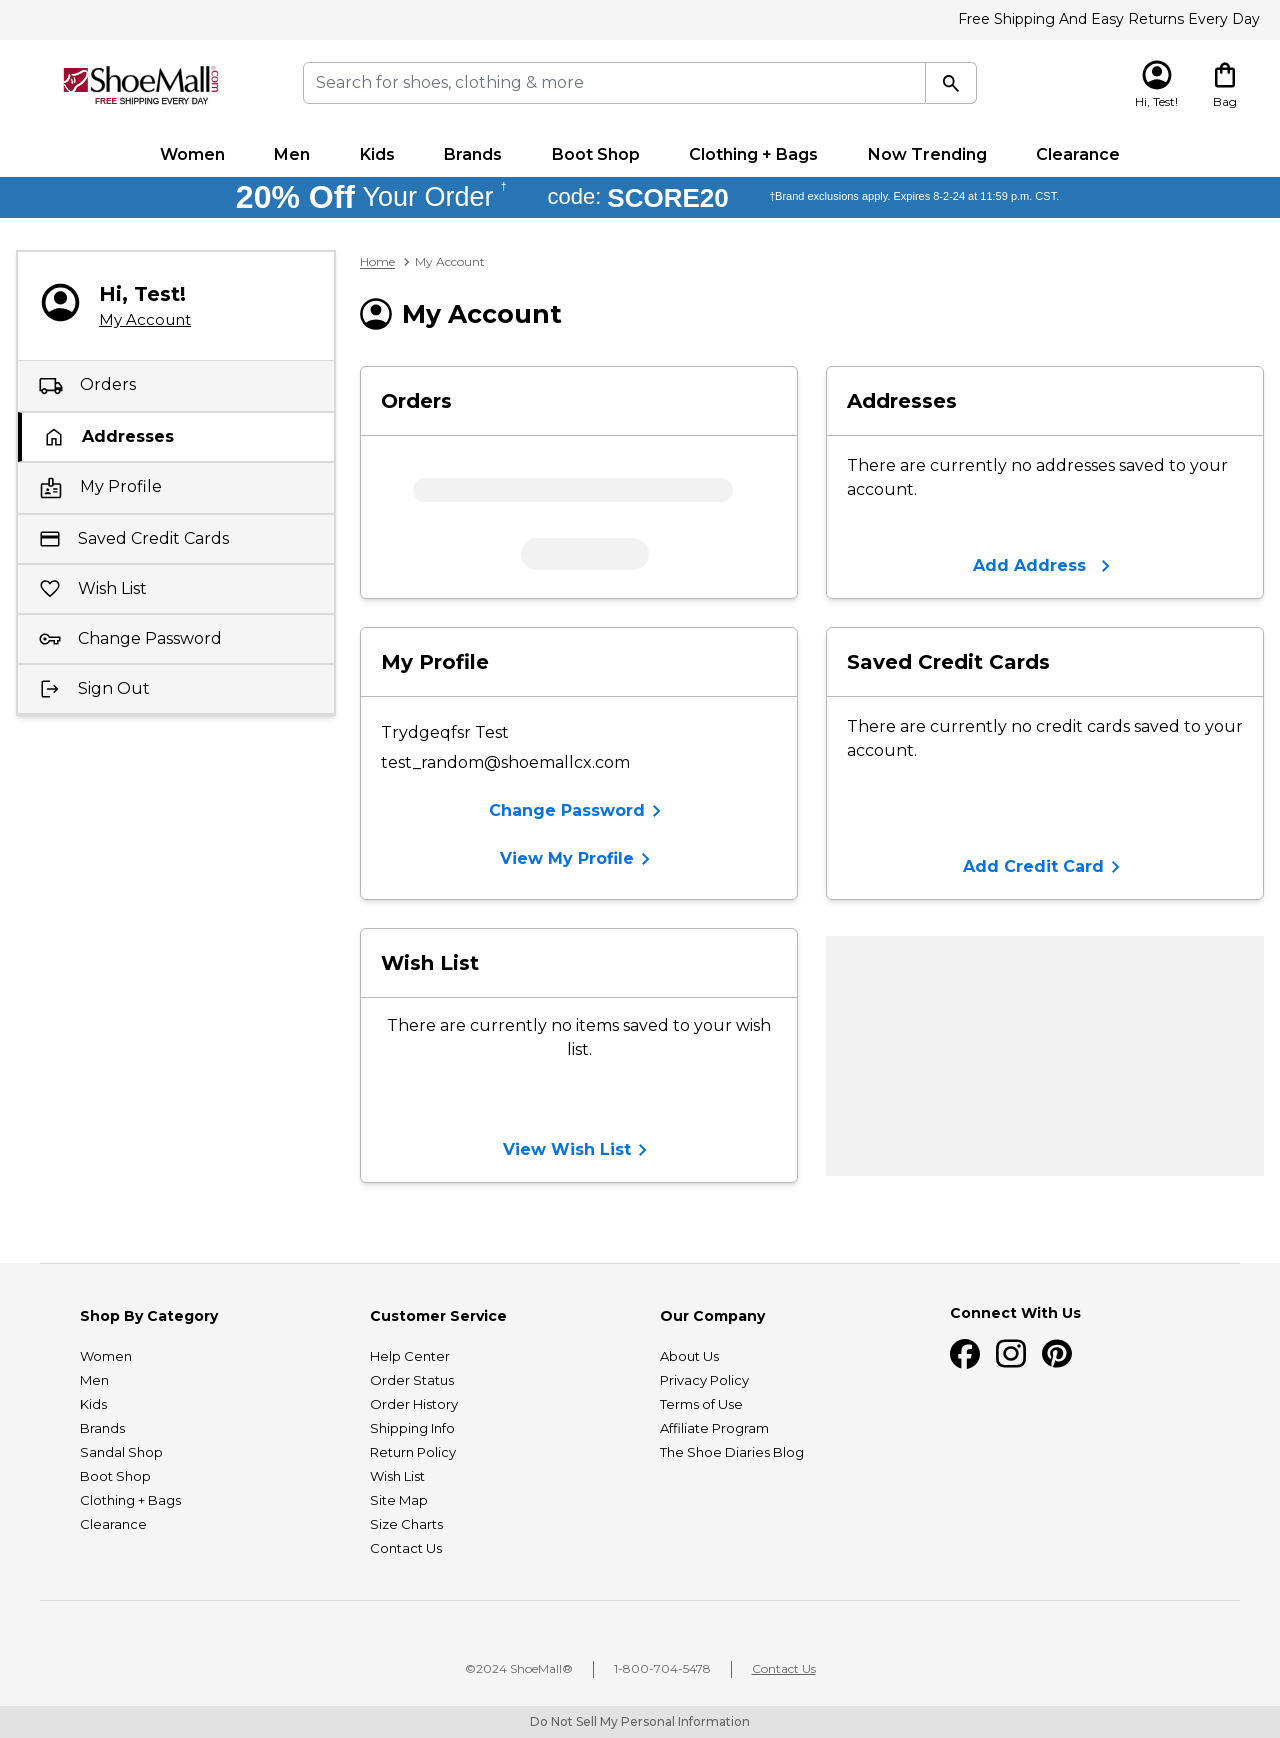 Free Shipping And Easy Returns Every Day
ShoeMall.com
FREE SHIPPING EVERY DAY
Search for shoes, clothing & more
Hi, Test!
Bag
Women Men Kids Brands Boot Shop Clothing + Bags Now Trending Clearance
20% Off Your Order † code: SCORE20 †Brand exclusions apply. Expires 8-2-24 at 11:59 p.m. CST.
Hi, Test!
My Account
Orders
Addresses
My Profile
Saved Credit Cards
Wish List
Change Password
Sign Out
Home > My Account
My Account
Orders
Addresses
There are currently no addresses saved to your
account.
Add Address
My Profile
Trydgeqfsr Test
test_random@shoemallcx.com
Change Password
View My Profile
Saved Credit Cards
There are currently no credit cards saved to your
account.
Add Credit Card
Wish List
There are currently no items saved to your wish
list.
View Wish List
Shop By Category
Women
Men
Kids
Brands
Sandal Shop
Boot Shop
Clothing + Bags
Clearance
Customer Service
Help Center
Order Status
Order History
Shipping Info
Return Policy
Wish List
Site Map
Size Charts
Contact Us
Our Company
About Us
Privacy Policy
Terms of Use
Affiliate Program
The Shoe Diaries Blog
Connect With Us
©2024 ShoeMall® 1-800-704-5478 Contact Us
Do Not Sell My Personal Information